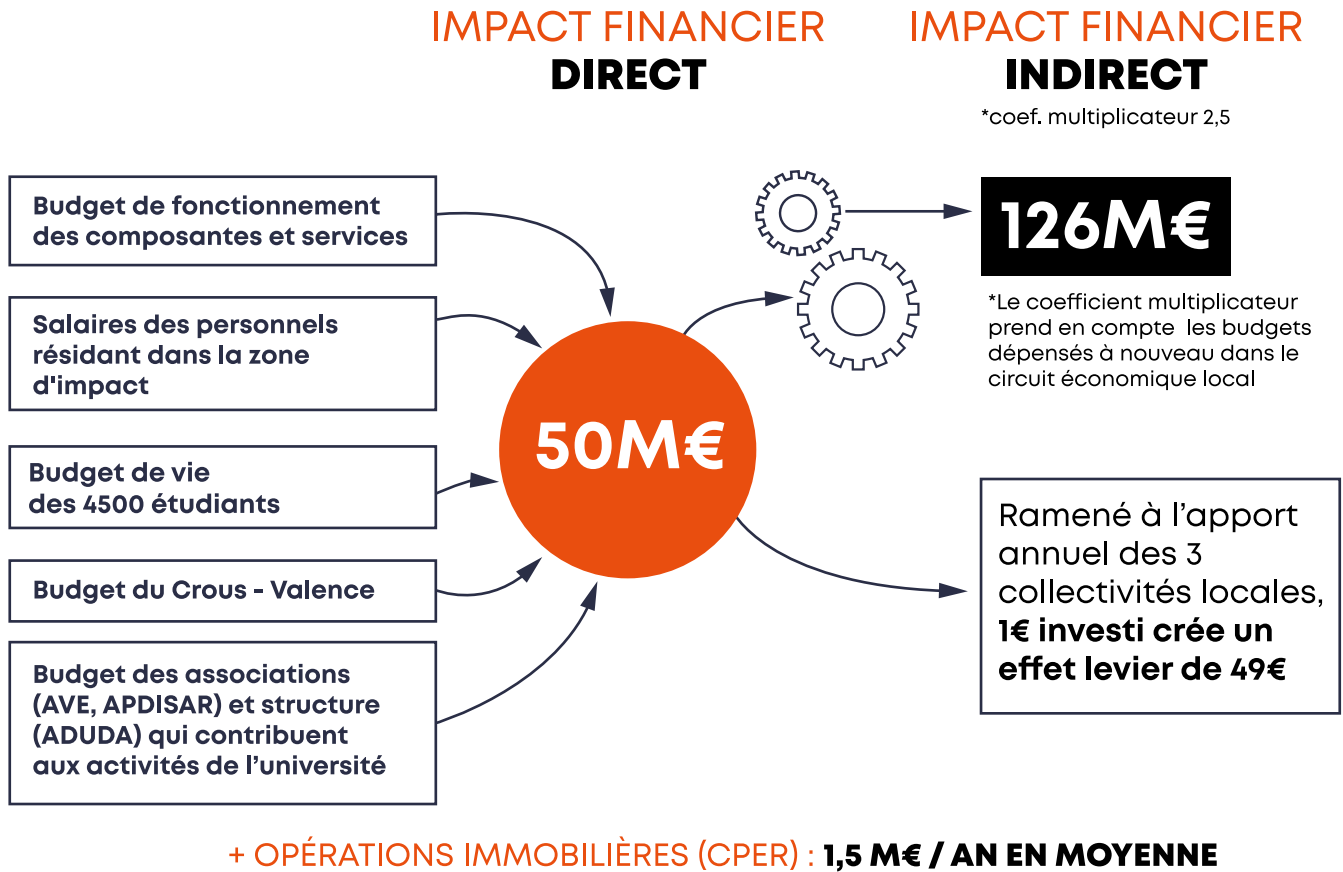 IMPACT FINANCIER
DIRECT
IMPACT FINANCIER
INDIRECT
*coef. multiplicateur 2,5
Budget de fonctionnement
des composantes et services
Salaires des personnels
résidant dans la zone
d'impact
Budget de vie
des 4500 étudiants
Budget du Crous - Valence
Budget des associations
(AVE, APDISAR) et structure
(ADUDA) qui contribuent
aux activités de l’université
50M€
126M€
*Le coefficient multiplicateur
prend en compte les budgets
dépensés à nouveau dans le
circuit économique local
Ramené à l’apport
annuel des 3
collectivités locales,
1€ investi crée un
effet levier de 49€
+ OPÉRATIONS IMMOBILIÈRES (CPER) : 1,5 M€ / AN EN MOYENNE